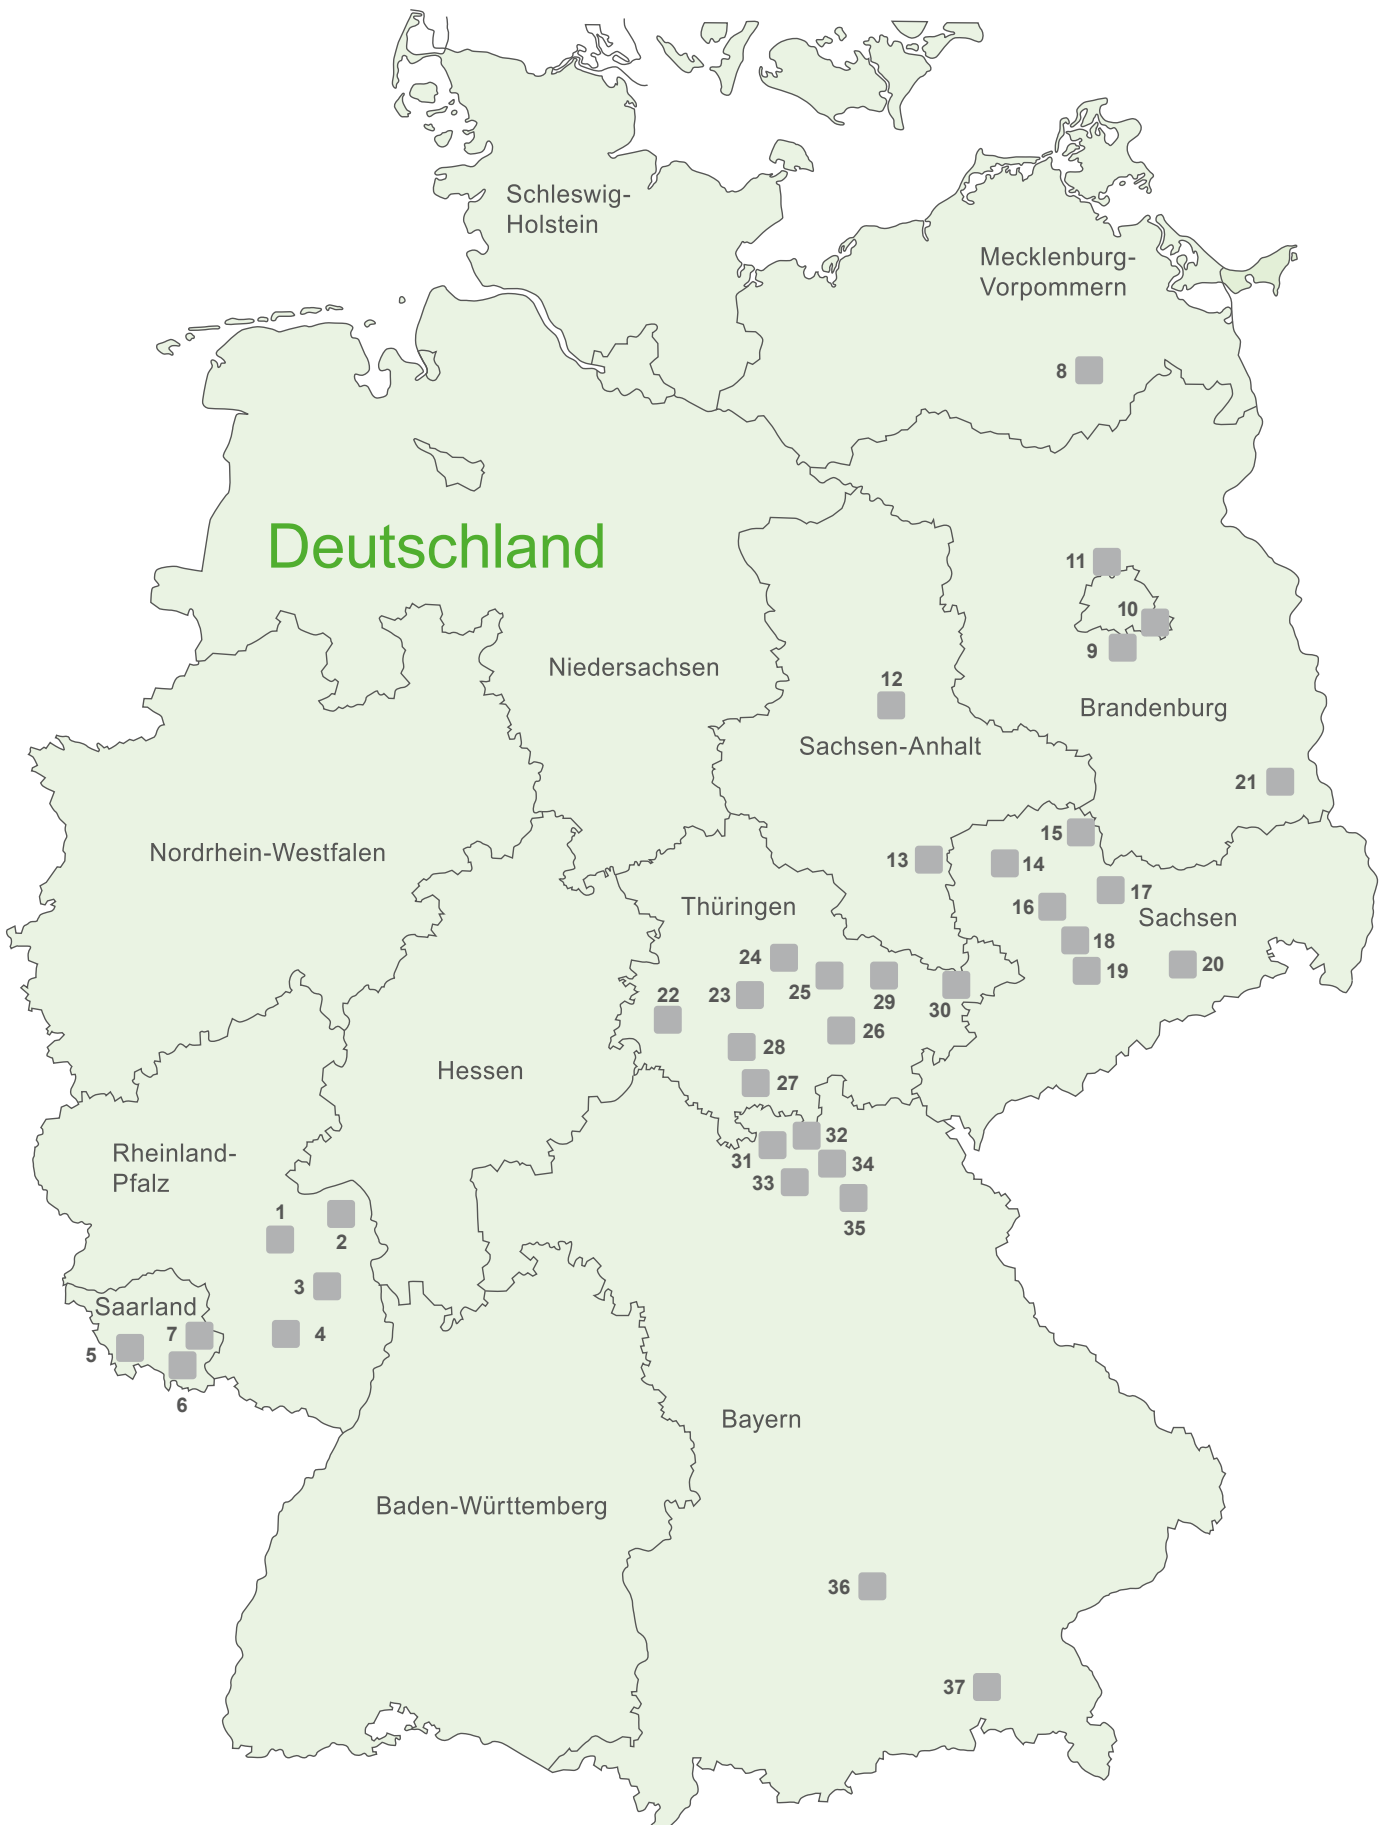 Schleswig-
Holstein
Mecklenburg-
Vorpommern
8
Deutschland
11
10
9
Niedersachsen
12
Brandenburg
Sachsen-Anhalt
21
15
Nordrhein-Westfalen
13
14
17
16
Thüringen
Sachsen
18
24
20
19
25
22
23
29
30
26
28
Hessen
27
32
Rheinland-
Pfalz
31
34
33
1
35
2
3
Saarland
7
4
5
6
Bayern
Baden-Württemberg
36
37